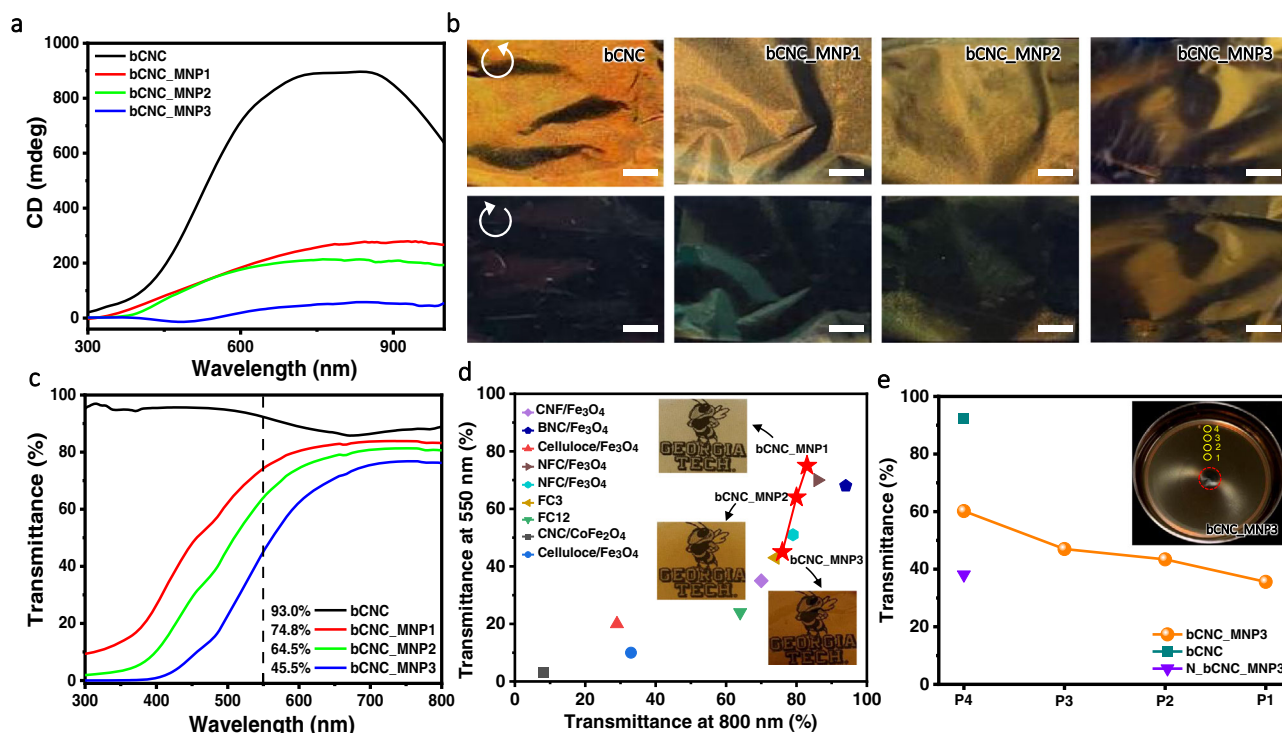 a
1000
800
600
400
200
0
CD (mdeg)
bCNC
bCNC_MNP1
bCNC_MNP2
bCNC_MNP3
300
600
900
Wavelength (nm)
b
bCNC
bCNC_MNP1
bCNC_MNP2
bCNC_MNP3
c
100
80
60
40
20
0
Transmittance (%)
93.0% bCNC
74.8% bCNC_MNP1
64.5% bCNC_MNP2
45.5% bCNC_MNP3
300 400 500 600 700 800
Wavelength (nm)
d
100
80
60
40
20
0
Transmittance at 550 nm (%)
CNF/Fe₃O₄
BNC/Fe₃O₄
Celluloce/Fe₃O₄
NFC/Fe₃O₄
NFC/Fe₃O₄
FC3
FC12
CNC/CoFe₂O₄
Celluloce/Fe₃O₄
GEORGIA
TECH.
bCNC_MNP1
bCNC_MNP2
GEORGIA
TECH.
bCNC_MNP3
GEORGIA
TECH.
0 20 40 60 80 100
Transmittance at 800 nm (%)
e
100
80
60
40
20
0
Transmittance (%)
4
3
2
1
bCNC_MNP3
bCNC_MNP3
bCNC
N_bCNC_MNP3
P4 P3 P2 P1